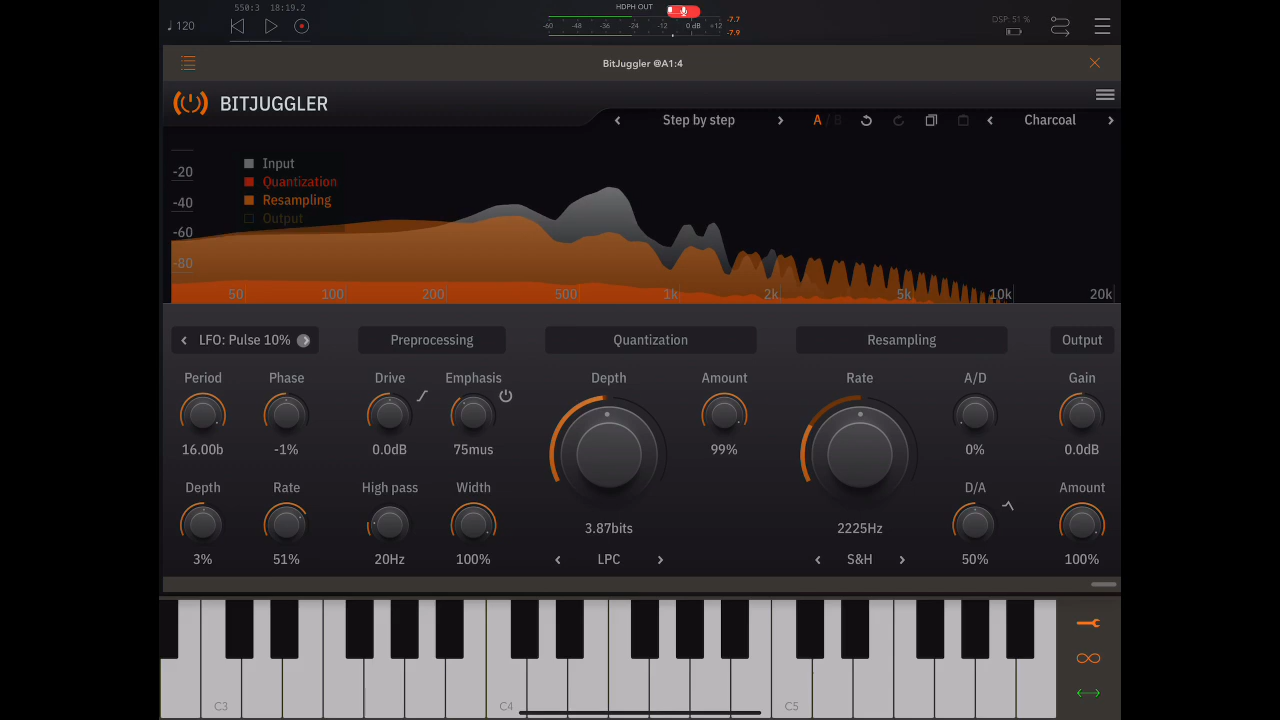 550:3 18:19.2
HDPH OUT
♩ 120
-60 -48 -36 -24 -12 0 dB +12
-7.7
-7.9
DSP: 51 %
BitJuggler @A1:4
BITJUGGLER
Step by step
A / B
Charcoal
Input
Quantization
Resampling
Output
-20
-40
-60
-80
50 100 200 500 1k 2k 5k 10k 20k
LFO: Pulse 10%
Preprocessing
Quantization
Resampling
Output
Period Phase Drive Emphasis Depth Amount Rate A/D Gain
16.00b -1% 0.0dB 75mus 99% 0% 0.0dB
Depth Rate High pass Width D/A Amount
3.87bits 2225Hz
3% 51% 20Hz 100% LPC S&H 50% 100%
C3 C4 C5